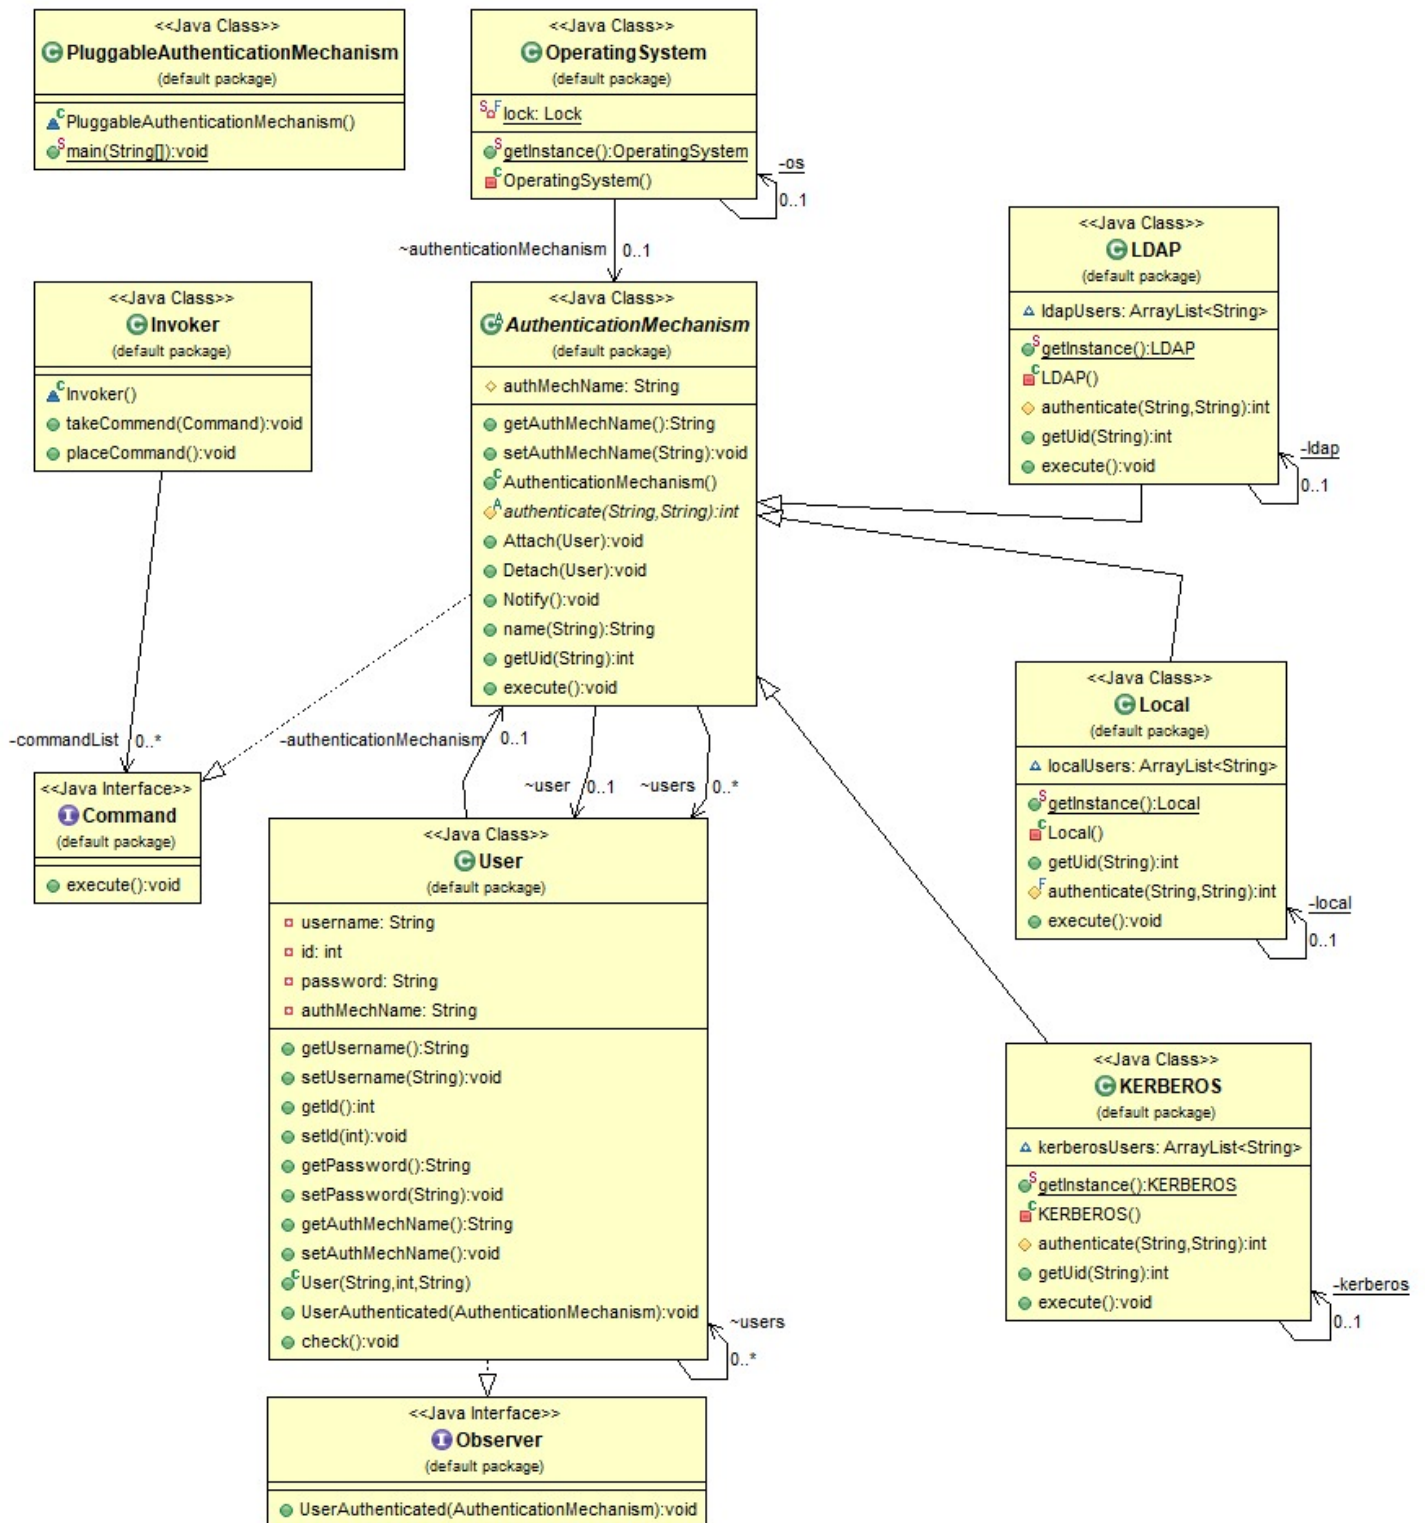 <<Java Class>>
PluggableAuthenticationMechanism
(default package)
PluggableAuthenticationMechanism()
main(String[]):void
<<Java Class>>
OperatingSystem
(default package)
lock: Lock
getInstance():OperatingSystem
OperatingSystem()
-os
0..1
~authenticationMechanism
0..1
<<Java Class>>
LDAP
(default package)
ldapUsers: ArrayList<String>
getInstance():LDAP
LDAP()
authenticate(String,String):int
getUid(String):int
execute():void
-ldap
0..1
<<Java Class>>
Invoker
(default package)
Invoker()
takeCommend(Command):void
placeCommand():void
<<Java Class>>
AuthenticationMechanism
(default package)
authMechName: String
getAuthMechName():String
setAuthMechName(String):void
AuthenticationMechanism()
authenticate(String,String):int
Attach(User):void
Detach(User):void
Notify():void
name(String):String
getUid(String):int
execute():void
<<Java Class>>
Local
(default package)
localUsers: ArrayList<String>
getInstance():Local
Local()
getUid(String):int
authenticate(String,String):int
execute():void
-local
0..1
-commandList
0..*
-authenticationMechanism
0..1
~user
0..1
~users
0..*
<<Java Interface>>
Command
(default package)
execute():void
<<Java Class>>
User
(default package)
username: String
id: int
password: String
authMechName: String
getUsername():String
setUsername(String):void
getId():int
setId(int):void
getPassword():String
setPassword(String):void
getAuthMechName():String
setAuthMechName():void
User(String,int,String)
UserAuthenticated(AuthenticationMechanism):void
check():void
~users
0..*
<<Java Class>>
KERBEROS
(default package)
kerberosUsers: ArrayList<String>
getInstance():KERBEROS
KERBEROS()
authenticate(String,String):int
getUid(String):int
execute():void
-kerberos
0..1
<<Java Interface>>
Observer
(default package)
UserAuthenticated(AuthenticationMechanism):void